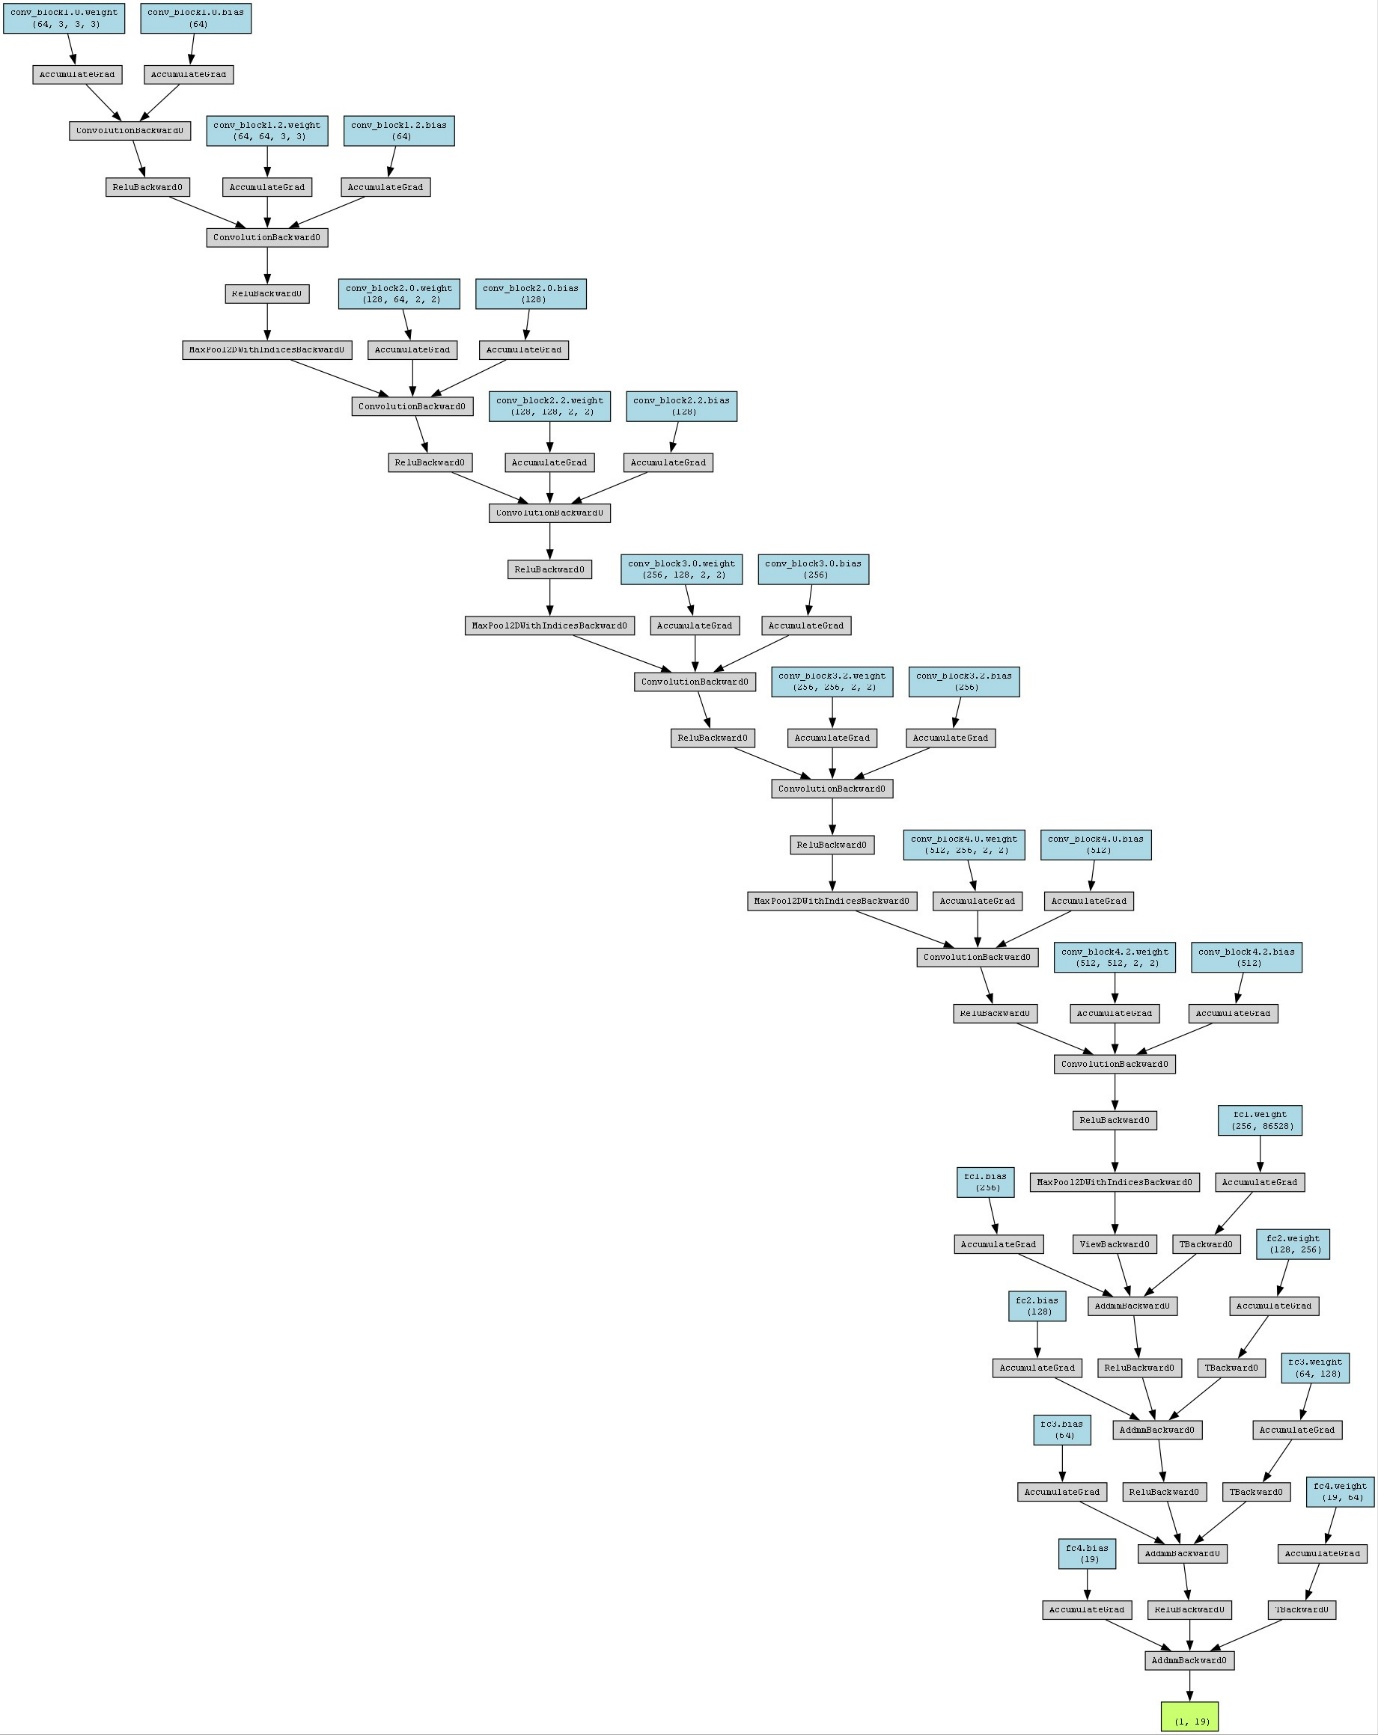 conv_block1.0.weight
(64, 3, 3, 3)
conv_block1.0.bias
(64)
AccumulateGrad
AccumulateGrad
ConvolutionBackward0
conv_block1.2.weight
(64, 64, 3, 3)
conv_block1.2.bias
(64)
ReluBackward0
AccumulateGrad
AccumulateGrad
ConvolutionBackward0
ReluBackward0
conv_block2.0.weight
(128, 64, 2, 2)
conv_block2.0.bias
(128)
MaxPool2DWithIndicesBackward0
AccumulateGrad
AccumulateGrad
ConvolutionBackward0
conv_block2.2.weight
(128, 128, 2, 2)
conv_block2.2.bias
(128)
ReluBackward0
AccumulateGrad
AccumulateGrad
ConvolutionBackward0
ReluBackward0
conv_block3.0.weight
(256, 128, 2, 2)
conv_block3.0.bias
(256)
MaxPool2DWithIndicesBackward0
AccumulateGrad
AccumulateGrad
ConvolutionBackward0
conv_block3.2.weight
(256, 256, 2, 2)
conv_block3.2.bias
(256)
ReluBackward0
AccumulateGrad
AccumulateGrad
ConvolutionBackward0
ReluBackward0
conv_block4.0.weight
(512, 256, 2, 2)
conv_block4.0.bias
(512)
MaxPool2DWithIndicesBackward0
AccumulateGrad
AccumulateGrad
ConvolutionBackward0
conv_block4.2.weight
(512, 512, 2, 2)
conv_block4.2.bias
(512)
ReluBackward0
AccumulateGrad
AccumulateGrad
ConvolutionBackward0
ReluBackward0
fc1.weight
(256, 86528)
fc1.bias
(256)
MaxPool2DWithIndicesBackward0
AccumulateGrad
AccumulateGrad
ViewBackward0
TBackward0
fc2.weight
(128, 256)
fc2.bias
(128)
AddmmBackward0
AccumulateGrad
AccumulateGrad
ReluBackward0
TBackward0
fc3.weight
(64, 128)
fc3.bias
(64)
AddmmBackward0
AccumulateGrad
AccumulateGrad
ReluBackward0
TBackward0
fc4.weight
(19, 64)
fc4.bias
(19)
AddmmBackward0
AccumulateGrad
AccumulateGrad
ReluBackward0
TBackward0
AddmmBackward0
(1, 19)